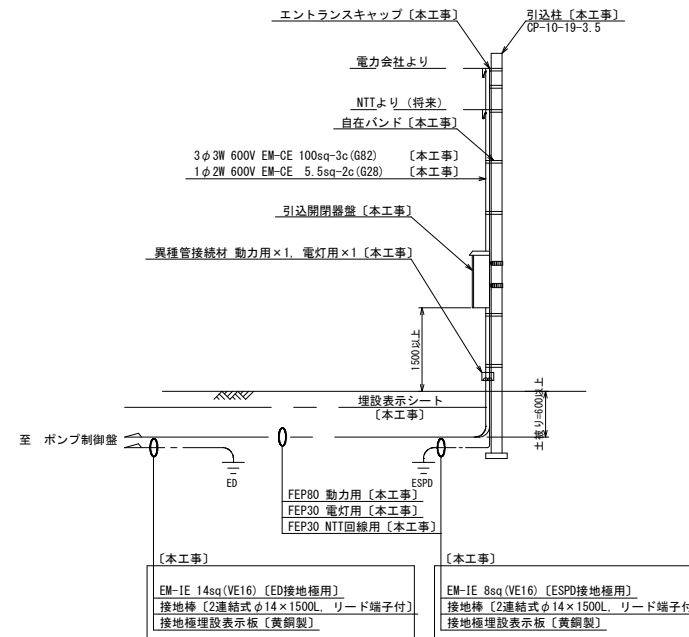 エントランスキャップ〔本工事〕
引込柱〔本工事〕
CP-10-19-3.5
電力会社より
NTTより（将来）
自在バンド〔本工事〕
3φ3W 600V EM-CE 100sq-3c(G82) 〔本工事〕
1φ2W 600V EM-CE 5.5sq-2c(G28) 〔本工事〕
引込開閉器盤〔本工事〕
異種管接続材 動力用×1, 電灯用×1〔本工事〕
1500以上
埋設表示シート
〔本工事〕
土被り=600以上
至 ポンプ制御盤
ED
ESPD
FEP80 動力用〔本工事〕
FEP30 電灯用〔本工事〕
FEP30 NTT回線用〔本工事〕
〔本工事〕
EM-IE 14sq(VE16)〔ED接地極用〕
接地棒〔2連結式φ14×1500L, リード端子付〕
接地極埋設表示板〔黄銅製〕
〔本工事〕
EM-IE 8sq(VE16)〔ESPD接地極用〕
接地棒〔2連結式φ14×1500L, リード端子付
接地極埋設表示板〔黄銅製〕